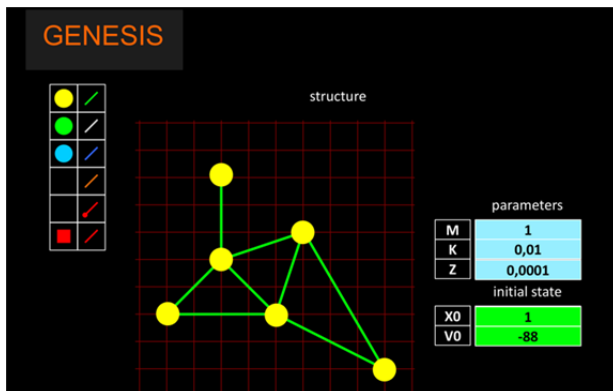 GENESIS
structure
parameters
M 1
K 0,01
Z 0,0001
initial state
X0 1
V0 -88